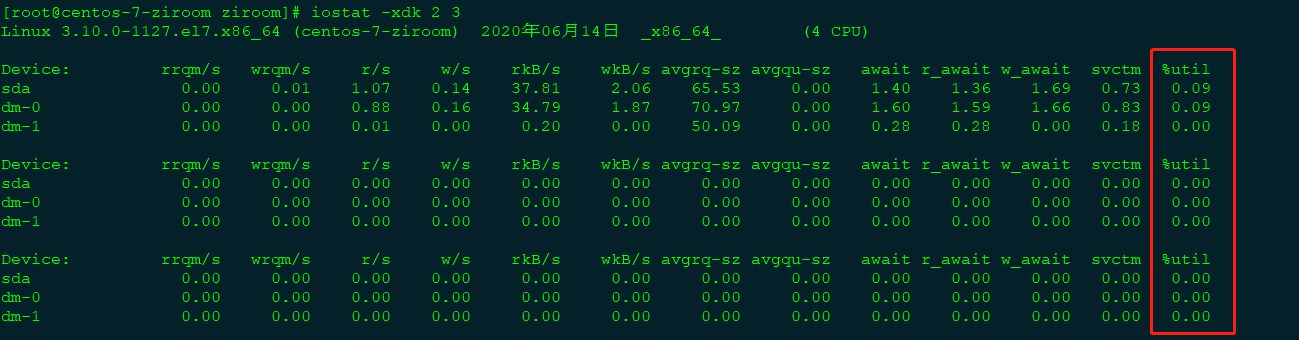 [root@centos-7-ziroom ziroom]# iostat -xdk 2 3
Linux 3.10.0-1127.el7.x86_64 (centos-7-ziroom) 2020年06月14日 _x86_64_ (4 CPU)
Device: rrqm/s wrqm/s r/s w/s rkB/s wkB/s avgrq-sz avgqu-sz await r_await w_await svctm %util
sda 0.00 0.01 1.07 0.14 37.81 2.06 65.53 0.00 1.40 1.36 1.69 0.73 0.09
dm-0 0.00 0.00 0.88 0.16 34.79 1.87 70.97 0.00 1.60 1.59 1.66 0.83 0.09
dm-1 0.00 0.00 0.01 0.00 0.20 0.00 50.09 0.00 0.28 0.28 0.00 0.18 0.00
Device: rrqm/s wrqm/s r/s w/s rkB/s wkB/s avgrq-sz avgqu-sz await r_await w_await svctm %util
sda 0.00 0.00 0.00 0.00 0.00 0.00 0.00 0.00 0.00 0.00 0.00 0.00 0.00
dm-0 0.00 0.00 0.00 0.00 0.00 0.00 0.00 0.00 0.00 0.00 0.00 0.00 0.00
dm-1 0.00 0.00 0.00 0.00 0.00 0.00 0.00 0.00 0.00 0.00 0.00 0.00 0.00
Device: rrqm/s wrqm/s r/s w/s rkB/s wkB/s avgrq-sz avgqu-sz await r_await w_await svctm %util
sda 0.00 0.00 0.00 0.00 0.00 0.00 0.00 0.00 0.00 0.00 0.00 0.00 0.00
dm-0 0.00 0.00 0.00 0.00 0.00 0.00 0.00 0.00 0.00 0.00 0.00 0.00 0.00
dm-1 0.00 0.00 0.00 0.00 0.00 0.00 0.00 0.00 0.00 0.00 0.00 0.00 0.00